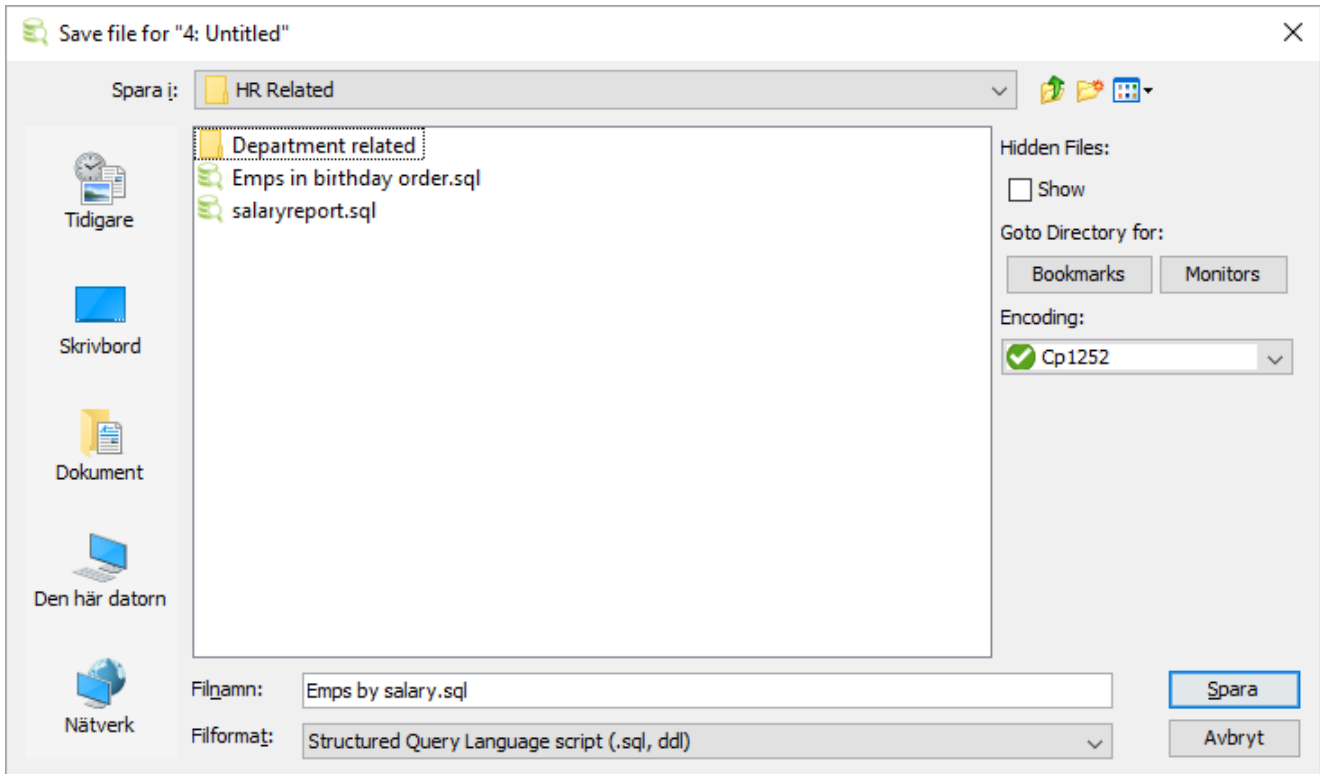 Save file for "4: Untitled"
Spara i: HR Related
Tidigare
Skrivbord
Dokument
Den här datorn
Nätverk
Department related
Emps in birthday order.sql
salaryreport.sql
Hidden Files:
Show
Goto Directory for:
Bookmarks Monitors
Encoding:
Cp1252
Filnamn: Emps by salary.sql
Spara
Filformat: Structured Query Language script (.sql, ddl)
Avbryt